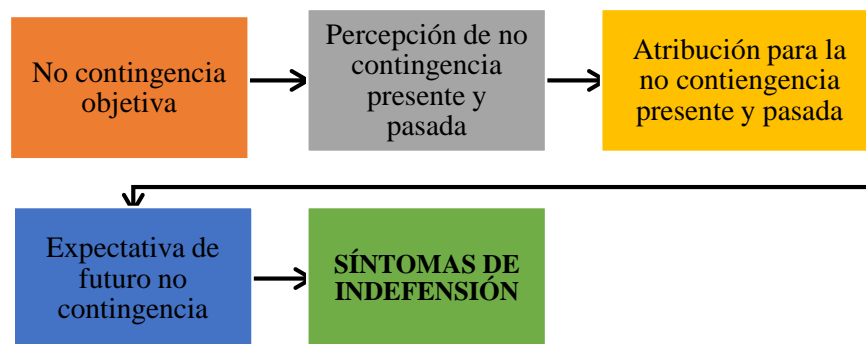 No contingencia
objetiva
Percepción de no
contingencia
presente y
pasada
Atribución para la
no contiengencia
presente y pasada
Expectativa de
futuro no
contingencia
SÍNTOMAS DE
INDEFENSIÓN